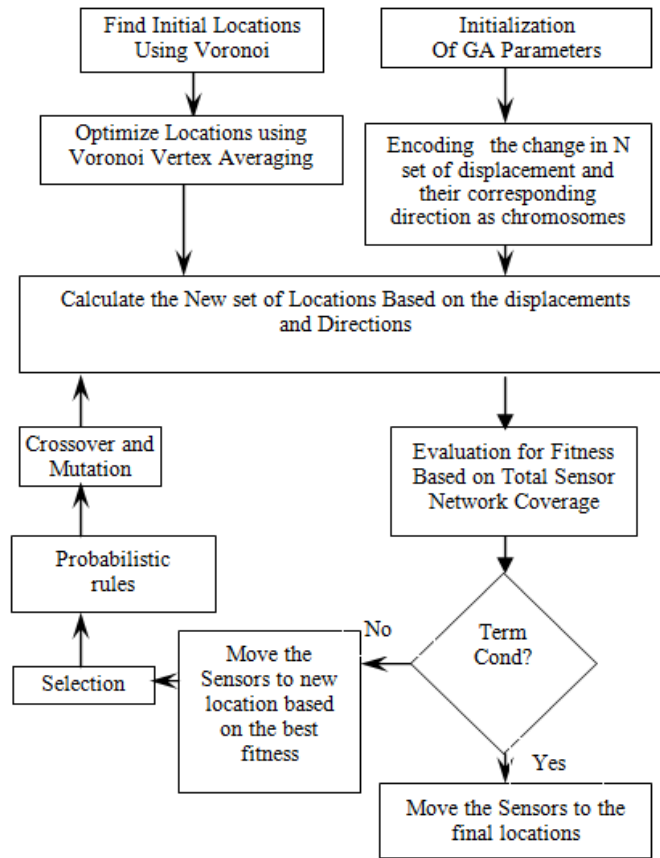 Find Initial Locations
Using Voronoi
Initialization
Of GA Parameters
Optimize Locations using
Voronoi Vertex Averaging
Encoding the change in N
set of displacement and
their corresponding
direction as chromosomes
Calculate the New set of Locations Based on the displacements
and Directions
Crossover and
Mutation
Evaluation for Fitness
Based on Total Sensor
Network Coverage
Probabilistic
rules
Term
Cond?
No
Move the
Sensors to new
location based
on the best
fitness
Selection
Yes
Move the Sensors to the
final locations